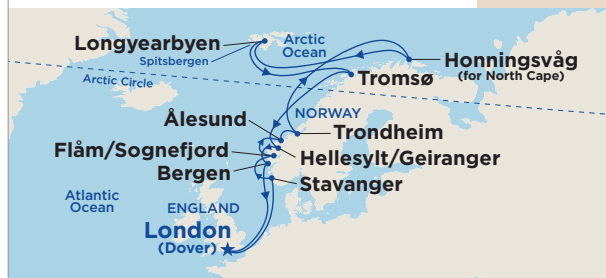 Longyearbyen
Spitsbergen
Arctic
Ocean
Honningsvåg
(for North Cape)
Tromsø
Arctic Circle
NORWAY
Ålesund
Trondheim
Flåm/Sognefjord
Hellesylt/Geiranger
Bergen
Stavanger
Atlantic
Ocean
ENGLAND
London
(Dover)